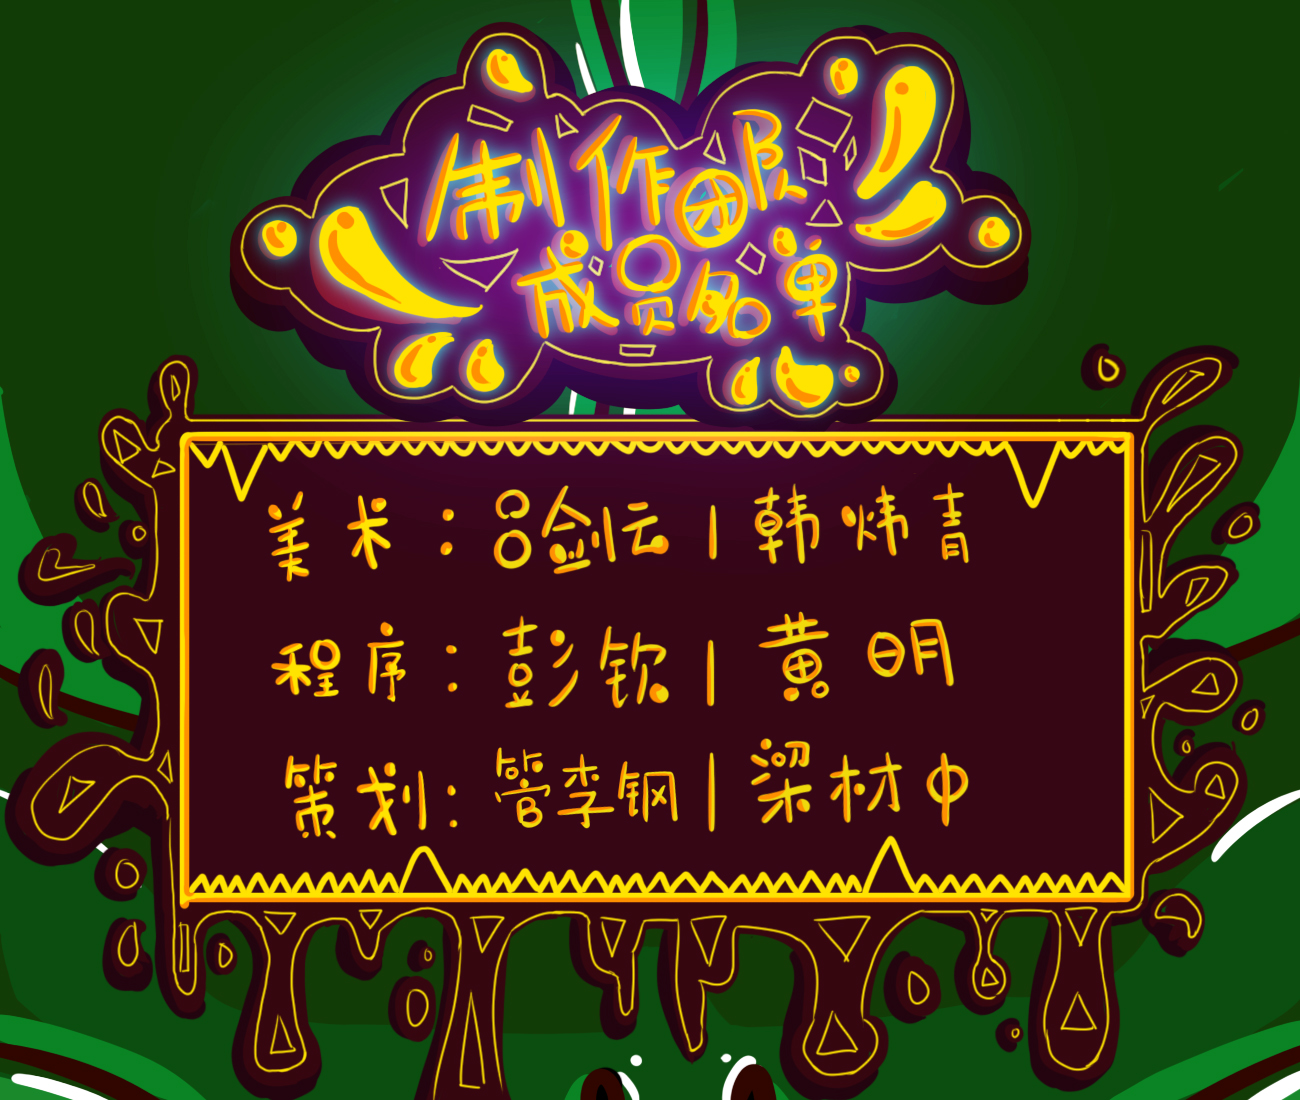 制作团队
成员名单
美术：吕剑云 | 韩炜青
程序：彭钦 | 黄明
策划：管李钢 | 梁材中